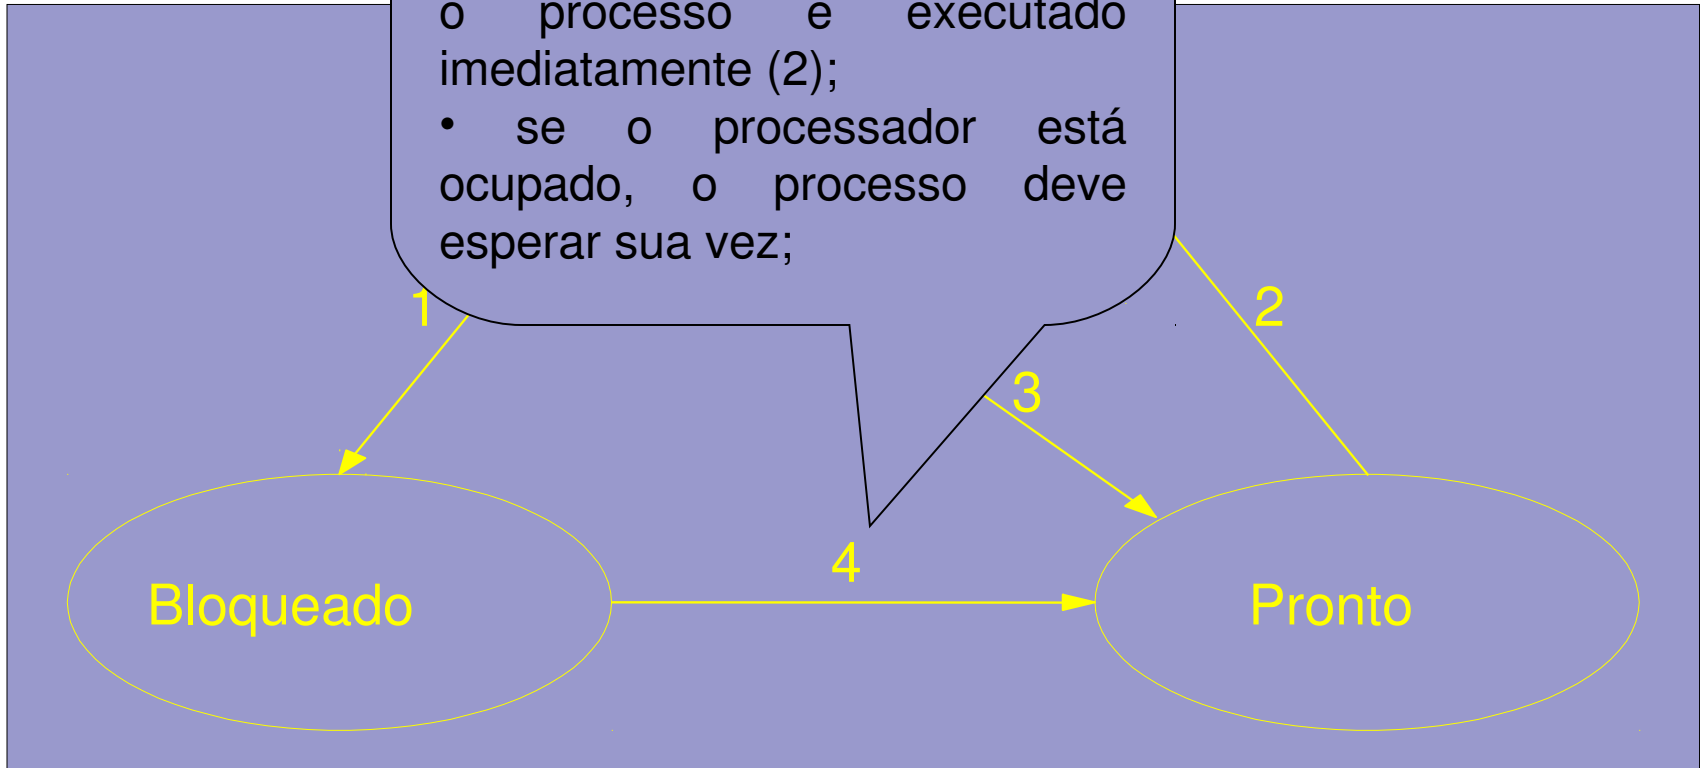 o processo é executado
imediatamente (2);
• se o processador está
ocupado, o processo deve
esperar sua vez;
1
2
3
4
Bloqueado
Pronto